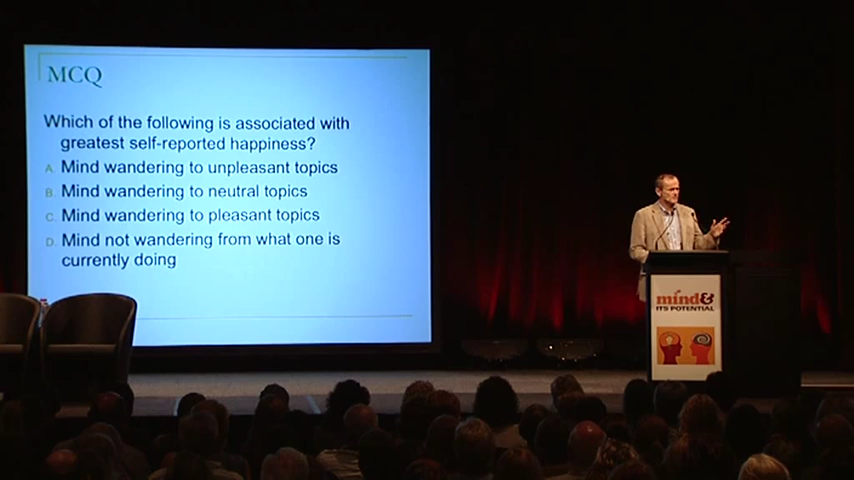 MCQ
Which of the following is associated with
greatest self-reported happiness?
A. Mind wandering to unpleasant topics
B. Mind wandering to neutral topics
C. Mind wandering to pleasant topics
D. Mind not wandering from what one is
currently doing
mind&
ITS POTENTIAL